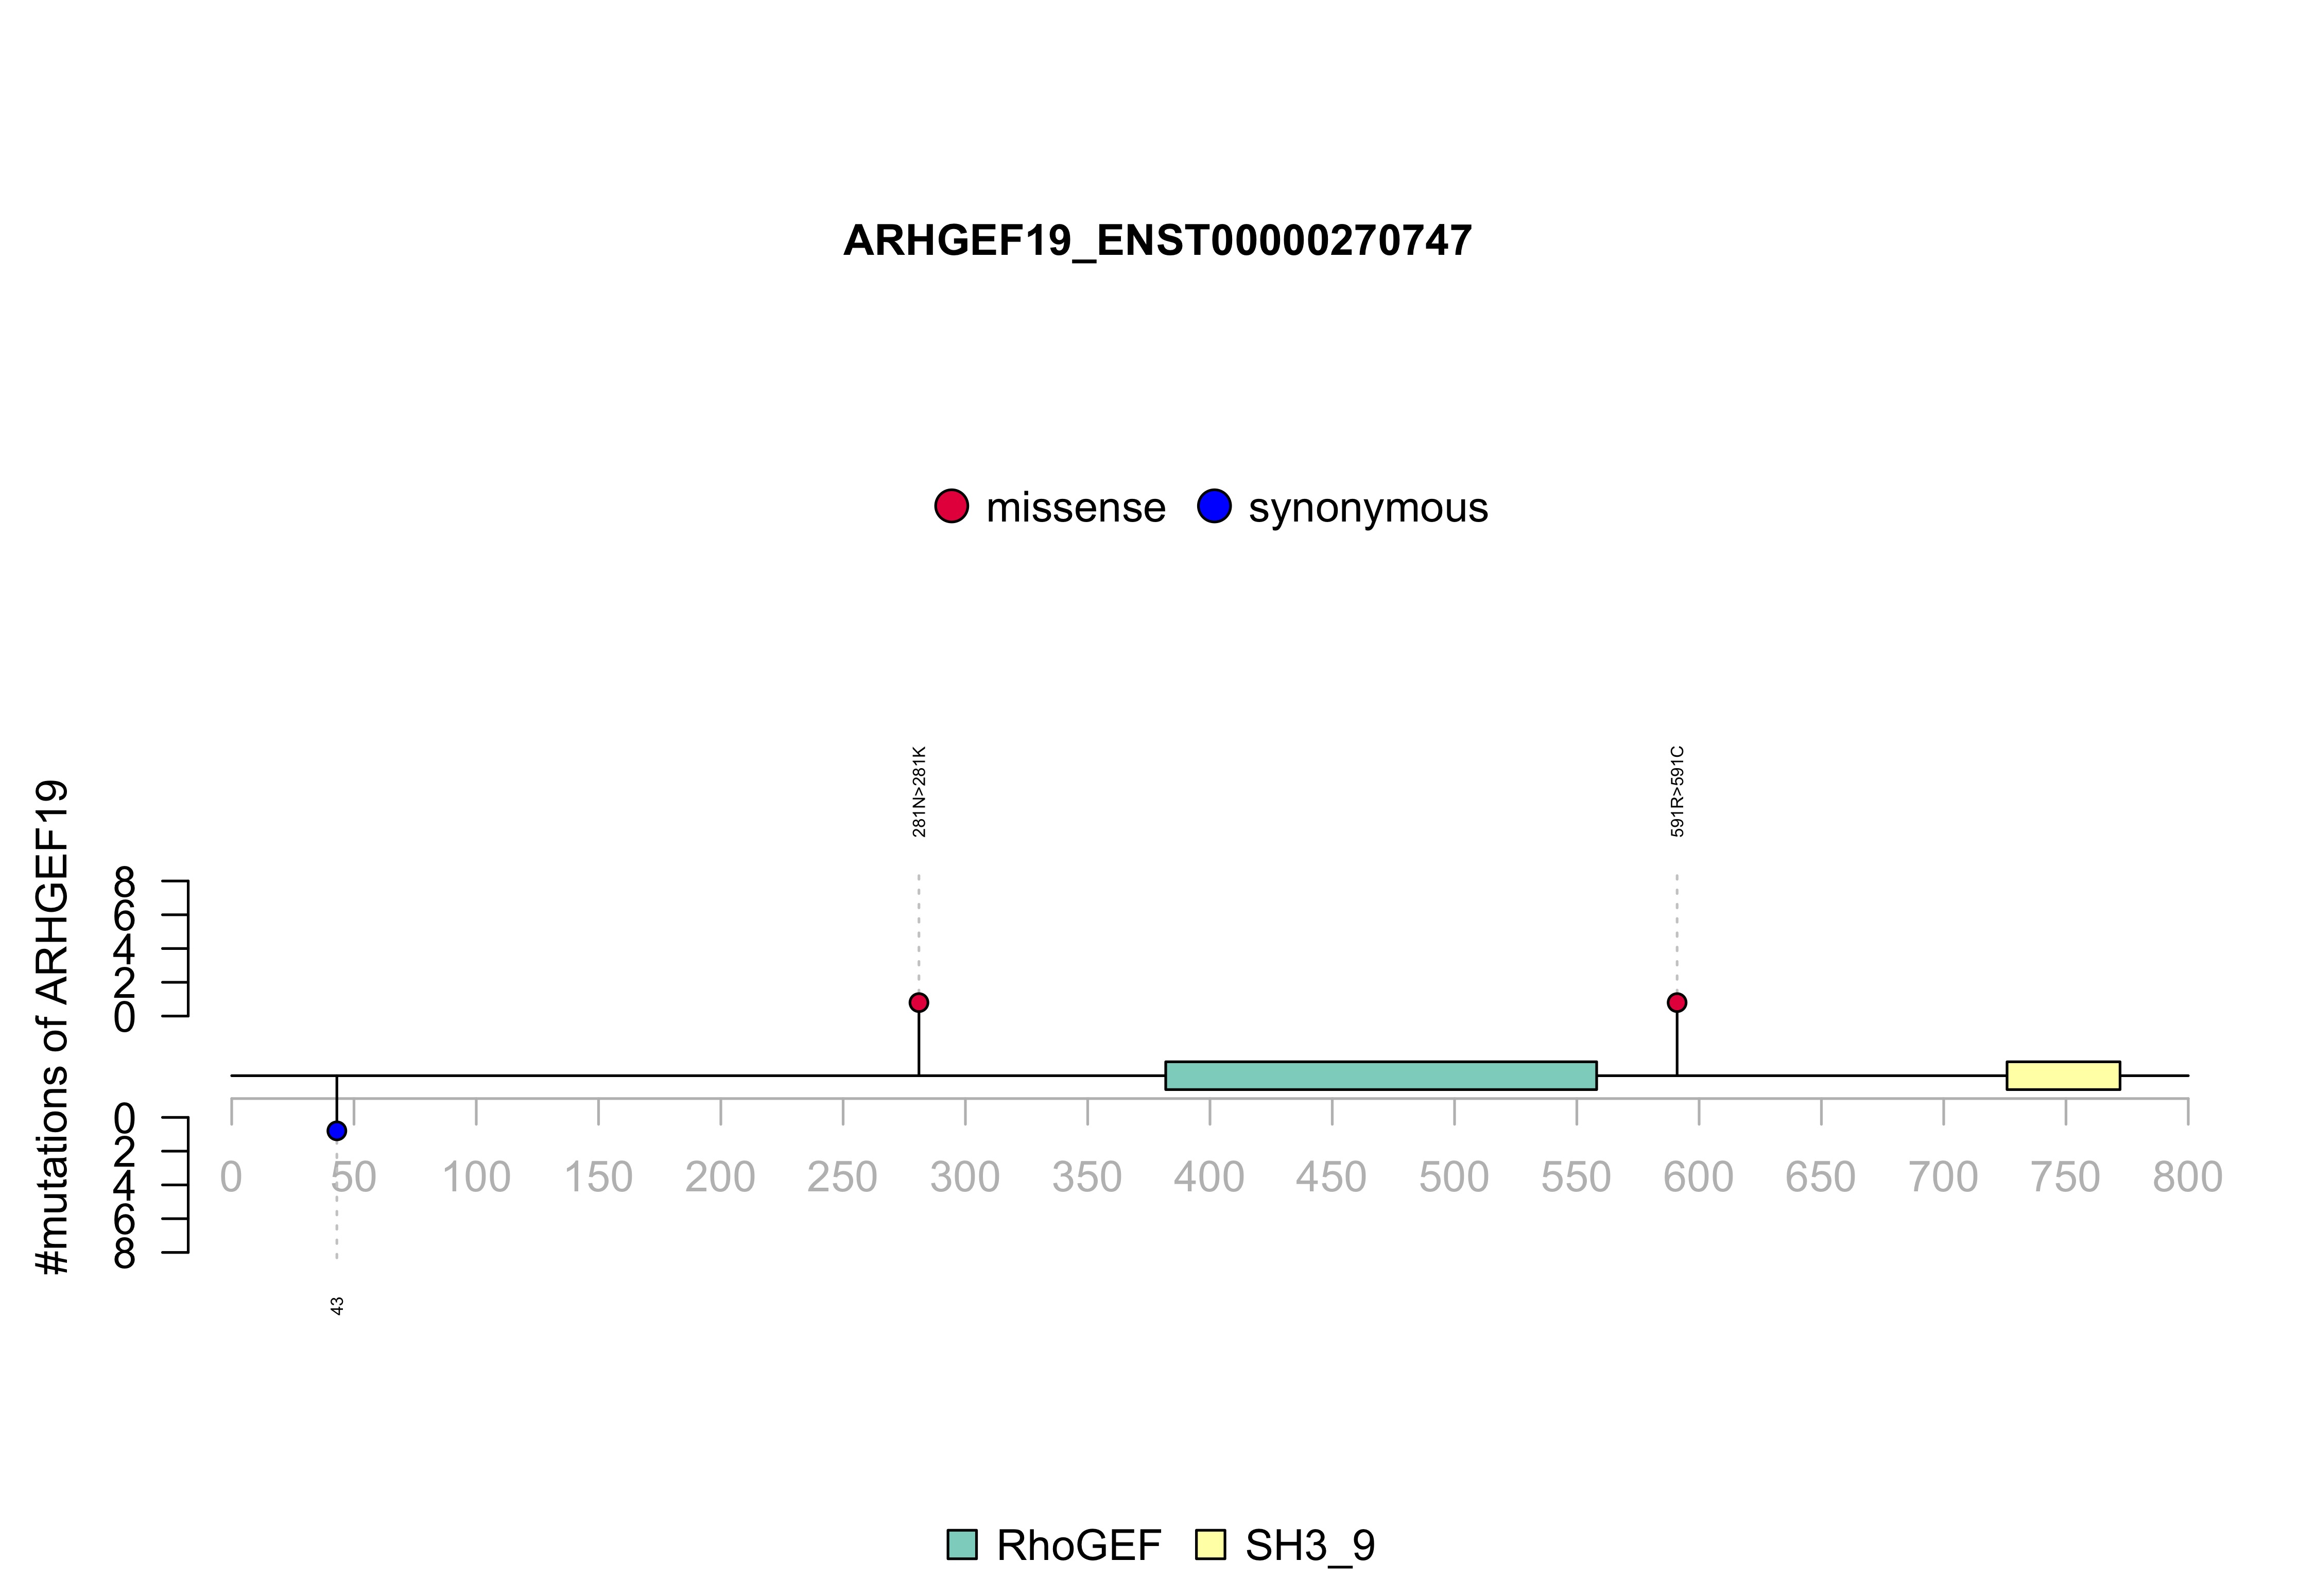 ARHGEF19_ENST00000270747
missense synonymous
281N>281K
591R>591C
#mutations of ARHGEF19
8
6
4
2
0
0
2
4
6
8
0 50 100 150 200 250 300 350 400 450 500 550 600 650 700 750 800
43
RhoGEF SH3_9